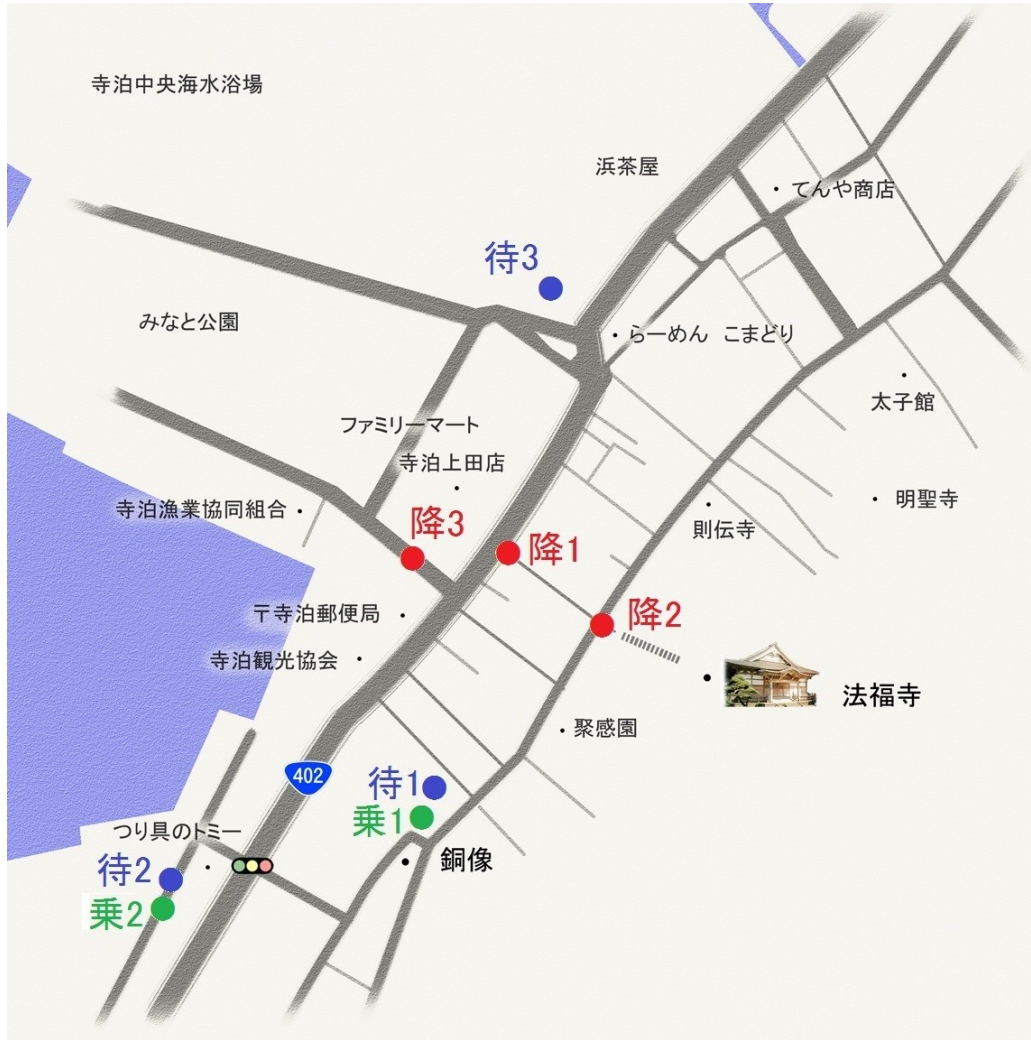 寺泊中央海水浴場
浜茶屋
てんや商店
待3
みなと公園
らーめん こまどり
太子館
ファミリーマート
寺泊上田店
明聖寺
寺泊漁業協同組合
則伝寺
降3
降1
〒寺泊郵便局
降2
寺泊観光協会
法福寺
聚感園
402
待1
乗1
つり具のトミー
銅像
待2
乗2